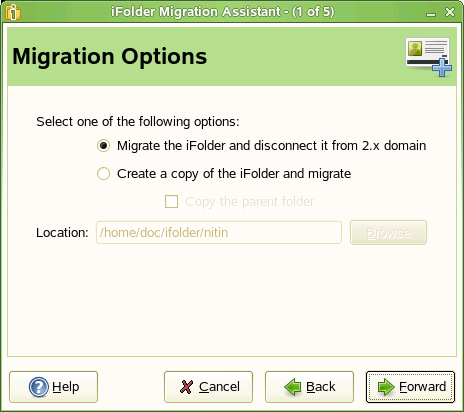 iFolder Migration Assistant - (1 of 5)
Migration Options
Select one of the following options:
Migrate the iFolder and disconnect it from 2.x domain
Create a copy of the iFolder and migrate
Copy the parent folder
Location: /home/doc/ifolder/nitin Browse
Help Cancel Back Forward